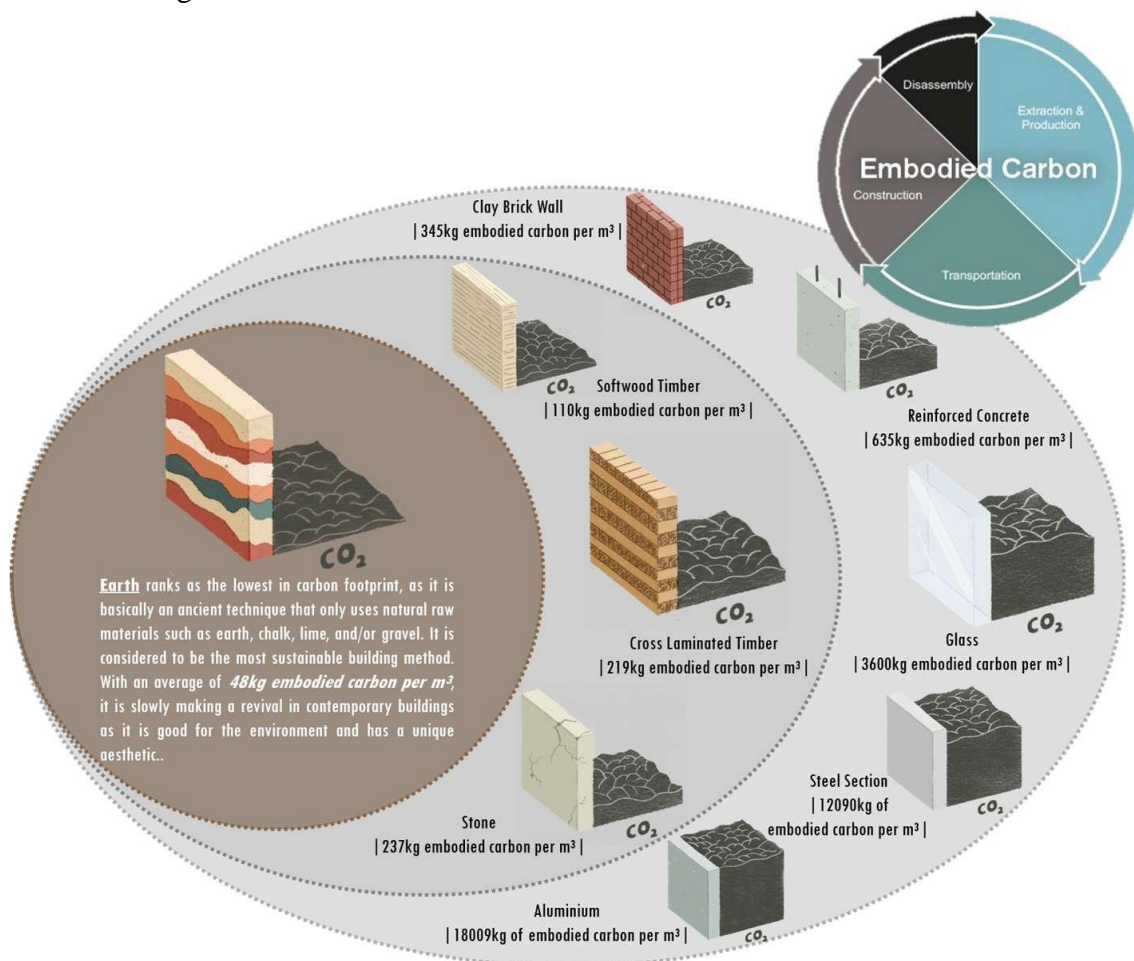 Disassembly
Extraction &
Production
Embodied Carbon
Construction
Transportation
Clay Brick Wall
| 345kg embodied carbon per m³ |
CO₂
CO₂
Softwood Timber
| 110kg embodied carbon per m³ |
CO₂
Reinforced Concrete
| 635kg embodied carbon per m³ |
CO₂
Earth ranks as the lowest in carbon footprint, as it is
basically an ancient technique that only uses natural raw
materials such as earth, chalk, lime, and/or gravel. It is
considered to be the most sustainable building method.
With an average of 48kg embodied carbon per m³,
it is slowly making a revival in contemporary buildings
as it is good for the environment and has a unique
aesthetic..
CO₂
Cross Laminated Timber
| 219kg embodied carbon per m³ |
CO₂
Glass
| 3600kg embodied carbon per m³ |
CO₂
Stone
| 237kg embodied carbon per m³ |
Steel Section
| 12090kg of
embodied carbon per m³ |
CO₂
Aluminium
| 18009kg of embodied carbon per m³ |
CO₂